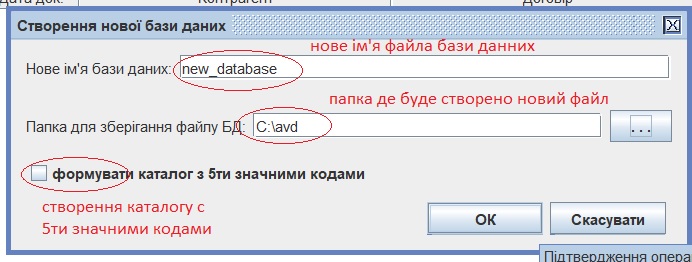 Дата док.
Контрагент
Договір
Створення нової бази даних
нове ім'я файла бази данних
Нове ім'я бази даних:
new_database
папка де буде створено новий файл
Папка для зберігання файлу БД:
C:\avd
...
формувати каталог з 5ти значними кодами
створення каталогу с
5ти значними кодами
ОК
Скасувати
Підтвердження опера